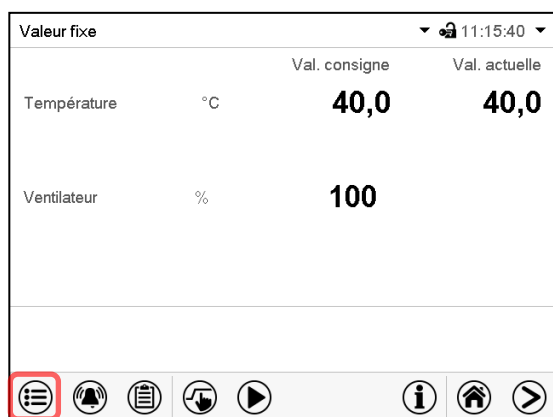 Valeur fixe 11:15:40
Val. consigne Val. actuelle
Température °C 40,0 40,0
Ventilateur % 100